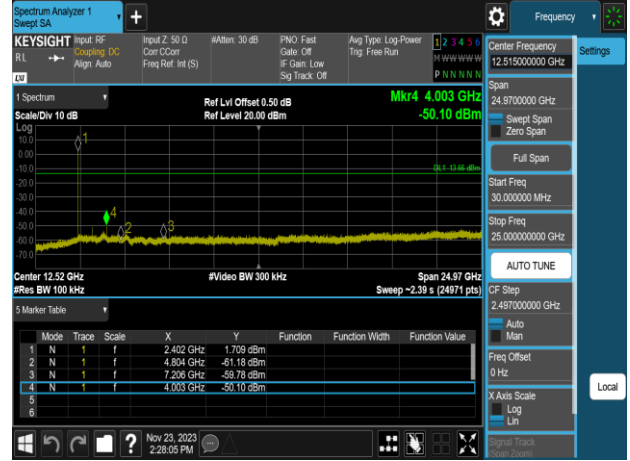 Spectrum Analyzer 1
Swept SA
+
Frequency
KEYSIGHT
Input: RF
Input Z: 50 Ω
#Atten: 30 dB
PNO: Fast
Avg Type: Log-Power
1 2 3 4 5 6
R L
Coupling: DC
Corr CCorr
Gate: Off
Trig: Free Run
M W W W W W
Align: Auto
Freq Ref: Int (S)
IF Gain: Low
Sig Track: Off
P N N N N N
LXI
1 Spectrum
Scale/Div 10 dB
Ref Lvl Offset 0.50 dB
Ref Level 20.00 dBm
Mkr4 4.003 GHz
-50.10 dBm
Log
10.0
0.00
-10.0
-20.0
-30.0
-40.0
-50.0
-60.0
-70.0
1
4
2
3
DL1 -13.66 dBm
Center 12.52 GHz
#Video BW 300 kHz
Span 24.97 GHz
#Res BW 100 kHz
Sweep ~2.39 s (24971 pts)
5 Marker Table
Mode Trace Scale X Y Function Function Width Function Value
1 N 1 f 2.402 GHz 1.709 dBm
2 N 1 f 4.804 GHz -61.18 dBm
3 N 1 f 7.206 GHz -59.78 dBm
4 N 1 f 4.003 GHz -50.10 dBm
5
6
?
Nov 23, 2023
2:28:05 PM
Center Frequency
12.515000000 GHz
Settings
Span
24.9700000 GHz
Swept Span
Zero Span
Full Span
Start Freq
30.000000 MHz
Stop Freq
25.000000000 GHz
AUTO TUNE
CF Step
2.497000000 GHz
Auto
Man
Freq Offset
0 Hz
X Axis Scale
Log
Lin
Local
Signal Track
(Span Zoom)